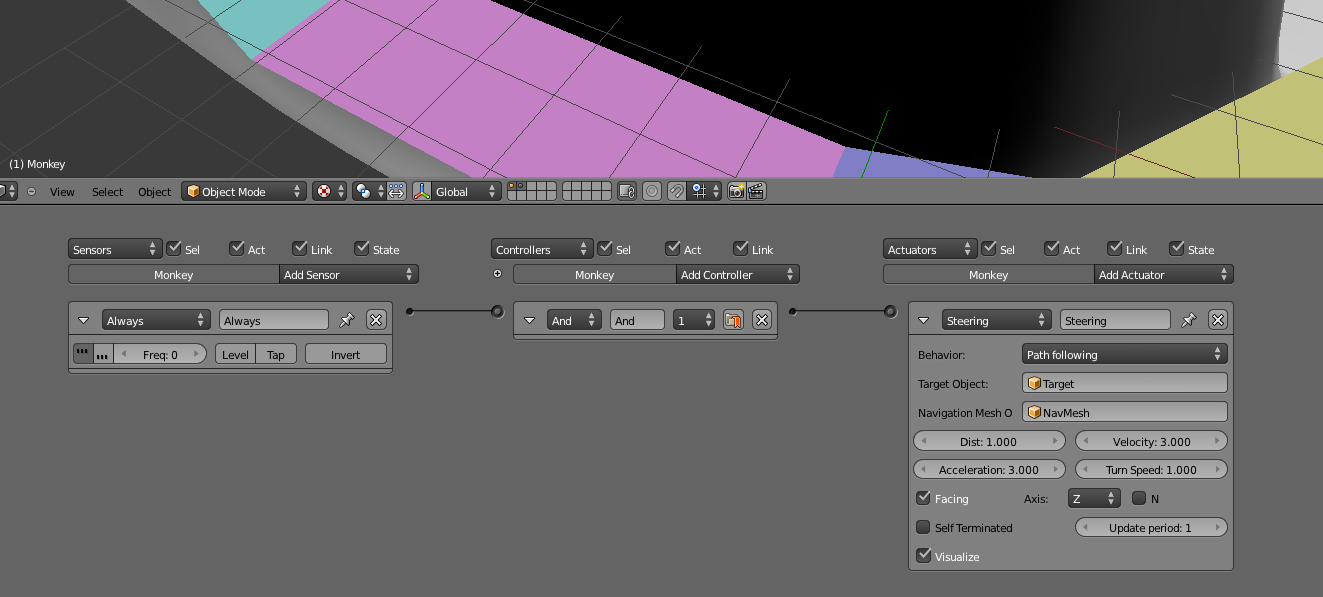 (1) Monkey
View Select Object Object Mode Global
Sensors Sel Act Link State Controllers Sel Act Link Actuators Sel Act Link State
Monkey Add Sensor Monkey Add Controller Monkey Add Actuator
Always Always And And 1 Steering Steering
Freq: 0 Level Tap Invert Behavior: Path following
Target Object: Target
Navigation Mesh O NavMesh
Dist: 1.000 Velocity: 3.000
Acceleration: 3.000 Turn Speed: 1.000
Facing Axis: Z N
Self Terminated Update period: 1
Visualize